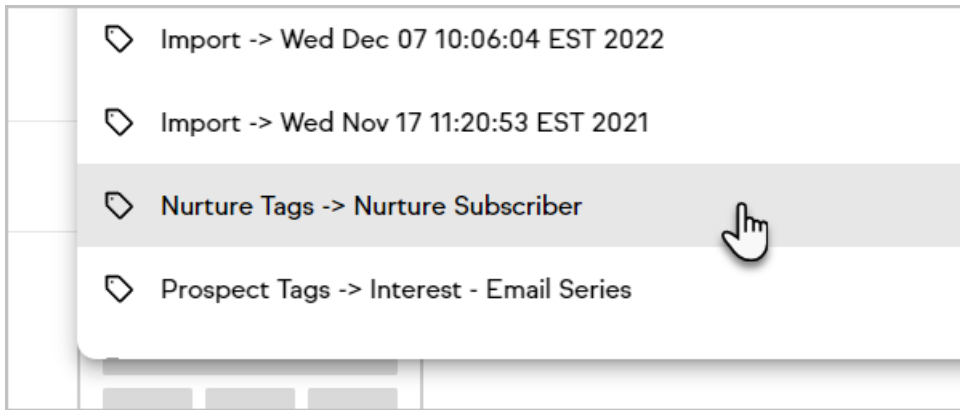 Import -> Wed Dec 07 10:06:04 EST 2022
Import -> Wed Nov 17 11:20:53 EST 2021
Nurture Tags -> Nurture Subscriber
Prospect Tags -> Interest - Email Series